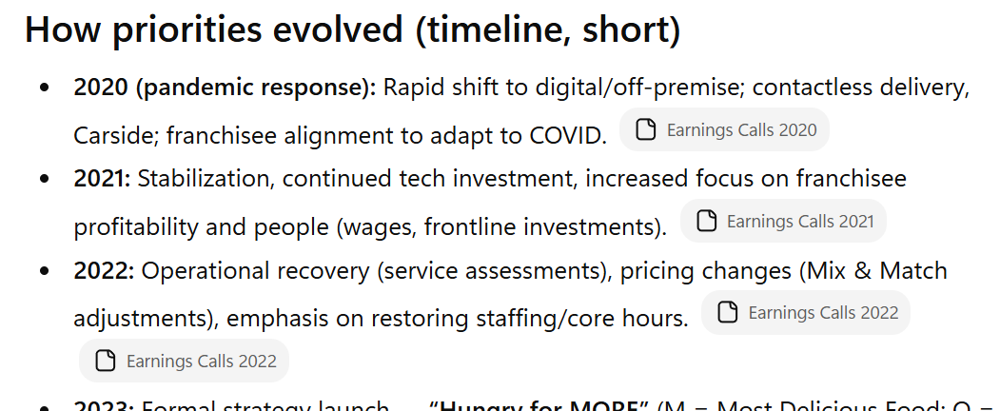 How priorities evolved (timeline, short)
2020 (pandemic response): Rapid shift to digital/off-premise; contactless delivery,
Carside; franchisee alignment to adapt to COVID. Earnings Calls 2020
2021: Stabilization, continued tech investment, increased focus on franchisee
profitability and people (wages, frontline investments). Earnings Calls 2021
2022: Operational recovery (service assessments), pricing changes (Mix & Match
adjustments), emphasis on restoring staffing/core hours. Earnings Calls 2022
Earnings Calls 2022
2023: Formal strategy launch — “Hungry for MORE” (M = Most Delicious Food; O =